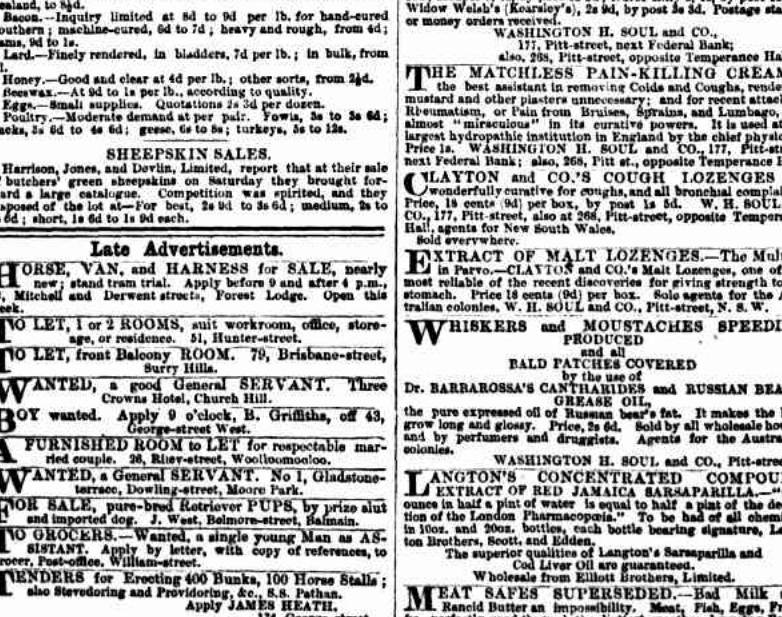 ealand, to 8½d.
Bacon.—Inquiry limited at 8d to 9d per lb. for hand-cured
outhern; machine-cured, 6d to 7d; heavy and rough, from 4d;
ams, 9d to 1s.
Lard.—Finely rendered, in bladders, 7d per lb.; in bulk, from
Honey.—Good and clear at 4d per lb.; other sorts, from 2½d.
Beeswax.—At 9d to 1s per lb., according to quality.
Eggs.—Small supplies. Quotations 2s 3d per dozen.
Poultry.—Moderate demand at per pair. Fowls, 3s to 3s 6d;
ucks, 3s 6d to 4s 6d; geese, 6s to 8s; turkeys, 5s to 12s.
SHEEPSKIN SALES.
Harrison, Jones, and Devlin, Limited, report that at their sale
f butchers' green sheepskins on Saturday they brought for-
ard a large catalogue. Competition was spirited, and they
sposed of the lot at—For best, 2s 9d to 3s 6d; medium, 2s to
6d; short, 1s 6d to 1s 9d each.
Late Advertisements.
HORSE, VAN, and HARNESS for SALE, nearly
new; stand tram trial. Apply before 9 and after 4 p.m.,
Mitchell and Derwent streets, Forest Lodge. Open this
eek.
TO LET, 1 or 2 ROOMS, suit workroom, office, store-
age, or residence. 51, Hunter-street.
TO LET, front Balcony ROOM. 79, Brisbane-street,
Surry Hills.
WANTED, a good General SERVANT. Three
Crowns Hotel, Church Hill.
BOY wanted. Apply 9 o'clock, B. Griffiths, off 43,
George-street West.
A FURNISHED ROOM to LET for respectable mar-
ried couple. 26, Riley-street, Woolloomooloo.
WANTED, a General SERVANT. No 1, Gladstone-
terrace, Dowling-street, Moore Park.
FOR SALE, pure-bred Retriever PUPS, by prize slut
and imported dog. J. West, Belmore-street, Balmain.
TO GROCERS.—Wanted, a single young Man as AS-
SISTANT. Apply by letter, with copy of references, to
rocer, Post-office, William-street.
TENDERS for Erecting 400 Bunks, 100 Horse Stalls;
also Stevedoring and Providoring, &c., S.S. Pathan.
Apply JAMES HEATH,
George-street
Widow Welsh's (Kearsley's), 2s 9d, by post 3s 3d. Postage sta
or money orders received.
WASHINGTON H. SOUL and CO.,
177, Pitt-street, next Federal Bank;
also, 268, Pitt-street, opposite Temperance Ha
THE MATCHLESS PAIN-KILLING CREAM
the best assistant in removing Colds and Coughs, rende
mustard and other plasters unnecessary; and for recent attac
Rheumatism, or Pain from Bruises, Sprains, and Lumbago,
almost "miraculous" in its curative powers. It is used at
largest hydropathic institution in England by the chief physi
Price 1s. WASHINGTON H. SOUL and CO., 177, Pitt-st
next Federal Bank; also, 268, Pitt st., opposite Temperance
CLAYTON and CO.'S COUGH LOZENGES
wonderfully curative for coughs, and all bronchial complai
Price, 18 cents (9d) per box, by post 1s 5d. W. H. SOUL
CO., 177, Pitt-street, also at 268, Pitt-street, opposite Temper
Hall, agents for New South Wales.
Sold everywhere.
EXTRACT OF MALT LOZENGES.—The Mul
in Parvo.—CLAYTON and CO.'s Malt Lozenges, one of
most reliable of the recent discoveries for giving strength to
stomach. Price 18 cents (9d) per box. Sole agents for the A
tralian colonies, W. H. SOUL and CO., Pitt-street, N. S. W.
WHISKERS and MOUSTACHES SPEEDI
PRODUCED
and all
BALD PATCHES COVERED
by the use of
Dr. BARBAROSSA'S CANTHARIDES and RUSSIAN BEA
GREASE OIL,
the pure expressed oil of Russian bear's fat. It makes the
grow long and glossy. Price, 2s 6d. Sold by all wholesale hou
and by perfumers and druggists. Agents for the Austra
colonies.
WASHINGTON H. SOUL and CO., Pitt-stree
LANGTON'S CONCENTRATED COMPOU
EXTRACT OF RED JAMAICA SARSAPARILLA.—"
ounce in half a pint of water is equal to half a pint of the de
tion of the London Pharmacopœia." To be had of all chem
in 10oz. and 20oz. bottles, each bottle bearing signature, La
ton Brothers, Scott, and Edden.
The superior qualities of Langton's Sarsaparilla and
Cod Liver Oil are guaranteed.
Wholesale from Elliott Brothers, Limited.
MEAT SAFES SUPERSEDED.—Bad Milk
Rancid Butter an impossibility. Meat, Fish, Eggs, F